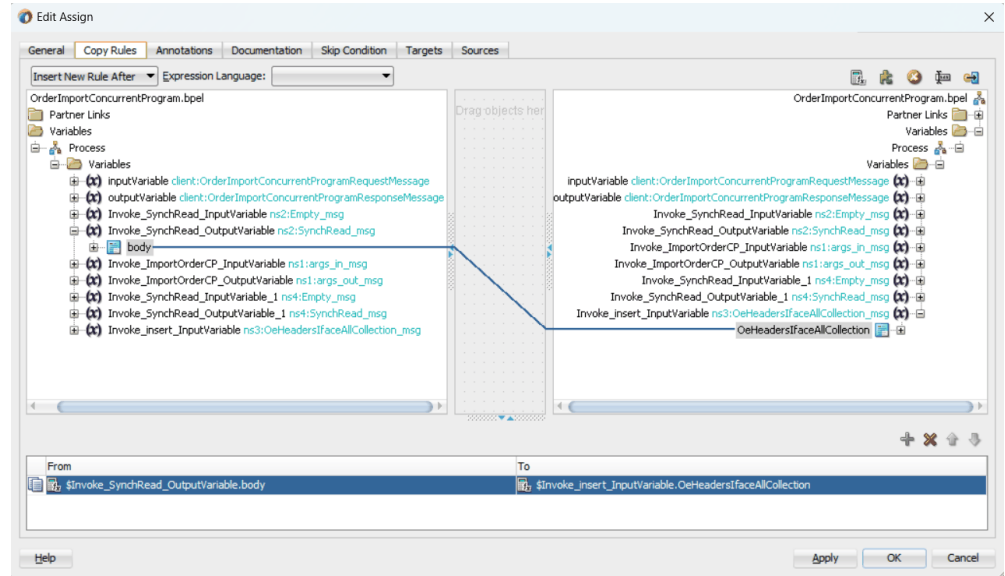 Edit Assign
General Copy Rules Annotations Documentation Skip Condition Targets Sources
Insert New Rule After Expression Language:
OrderImportConcurrentProgram.bpel
Partner Links
Variables
Process
Variables
inputVariable client:OrderImportConcurrentProgramRequestMessage
outputVariable client:OrderImportConcurrentProgramResponseMessage
Invoke_SynchRead_InputVariable ns2:Empty_msg
Invoke_SynchRead_OutputVariable ns2:SynchRead_msg
body
Invoke_ImportOrderCP_InputVariable ns1:args_in_msg
Invoke_ImportOrderCP_OutputVariable ns1:args_out_msg
Invoke_SynchRead_InputVariable_1 ns4:Empty_msg
Invoke_SynchRead_OutputVariable_1 ns4:SynchRead_msg
Invoke_insert_InputVariable ns3:OeHeadersIfaceAllCollection_msg
Drag objects her
OrderImportConcurrentProgram.bpel
Partner Links
Variables
Process
Variables
inputVariable client:OrderImportConcurrentProgramRequestMessage
outputVariable client:OrderImportConcurrentProgramResponseMessage
Invoke_SynchRead_InputVariable ns2:Empty_msg
Invoke_SynchRead_OutputVariable ns2:SynchRead_msg
Invoke_ImportOrderCP_InputVariable ns1:args_in_msg
Invoke_ImportOrderCP_OutputVariable ns1:args_out_msg
Invoke_SynchRead_InputVariable_1 ns4:Empty_msg
Invoke_SynchRead_OutputVariable_1 ns4:SynchRead_msg
Invoke_insert_InputVariable ns3:OeHeadersIfaceAllCollection_msg
OeHeadersIfaceAllCollection
From To
$Invoke_SynchRead_OutputVariable.body $Invoke_insert_InputVariable.OeHeadersIfaceAllCollection
Help Apply OK Cancel